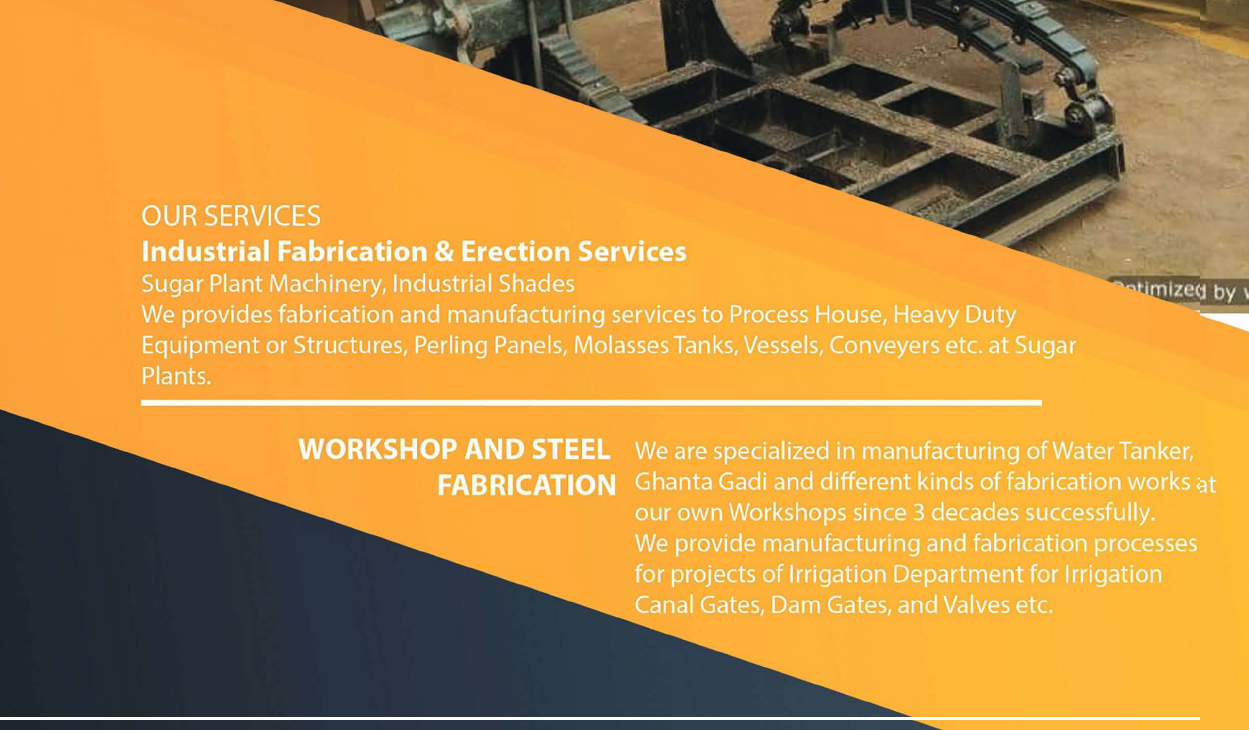 Optimized by
OUR SERVICES
Industrial Fabrication & Erection Services
Sugar Plant Machinery, Industrial Shades
We provides fabrication and manufacturing services to Process House, Heavy Duty
Equipment or Structures, Perling Panels, Molasses Tanks, Vessels, Conveyers etc. at Sugar
Plants.
WORKSHOP AND STEEL
FABRICATION
We are specialized in manufacturing of Water Tanker,
Ghanta Gadi and different kinds of fabrication works at
our own Workshops since 3 decades successfully.
We provide manufacturing and fabrication processes
for projects of Irrigation Department for Irrigation
Canal Gates, Dam Gates, and Valves etc.